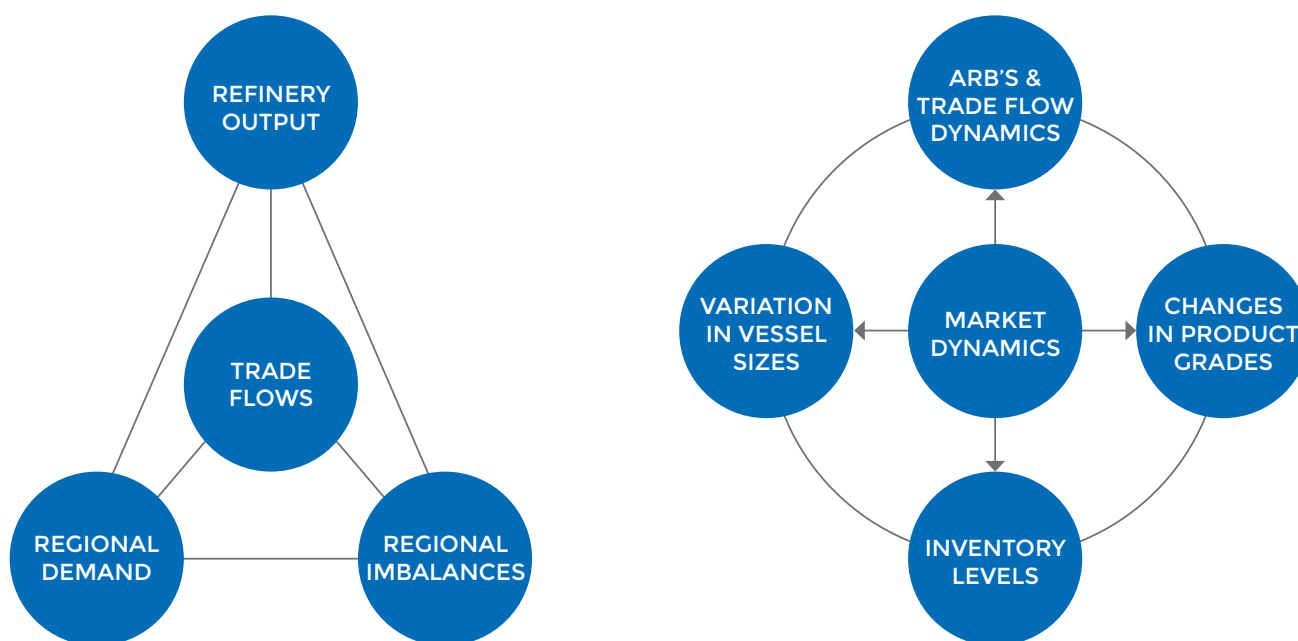 REFINERY
OUTPUT
TRADE
FLOWS
REGIONAL
DEMAND
REGIONAL
IMBALANCES
ARB'S &
TRADE FLOW
DYNAMICS
VARIATION
IN VESSEL
SIZES
MARKET
DYNAMICS
CHANGES
IN PRODUCT
GRADES
INVENTORY
LEVELS